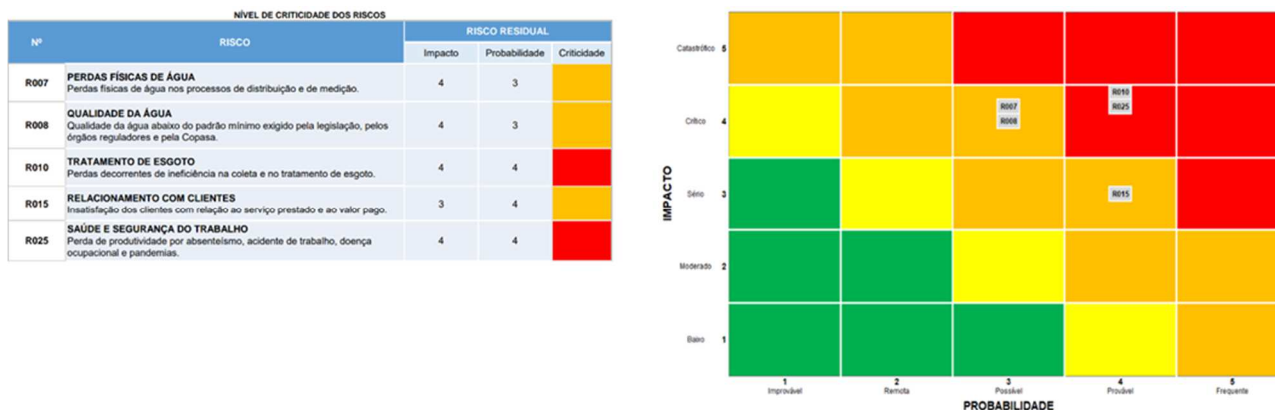 NÍVEL DE CRITICIDADE DOS RISCOS
Nº
RISCO
RISCO RESIDUAL
Impacto
Probabilidade
Criticidade
R007
PERDAS FÍSICAS DE ÁGUA
Perdas físicas de água nos processos de distribuição e de medição.
4
3
R008
QUALIDADE DA ÁGUA
Qualidade da água abaixo do padrão mínimo exigido pela legislação, pelos
órgãos reguladores e pela Copasa.
4
3
R010
TRATAMENTO DE ESGOTO
Perdas decorrentes de ineficiência na coleta e no tratamento de esgoto.
4
4
R015
RELACIONAMENTO COM CLIENTES
Insatisfação dos clientes com relação ao serviço prestado e ao valor pago.
3
4
R025
SAÚDE E SEGURANÇA DO TRABALHO
Perda de produtividade por absenteísmo, acidente de trabalho, doença
ocupacional e pandemias.
4
4
IMPACTO
Catastrófico 5
Crítico 4
R007
R008
R010
R025
Sério 3
R015
Moderado 2
Baixo 1
1
Improvável
2
Remota
3
Possível
4
Provável
5
Frequente
PROBABILIDADE